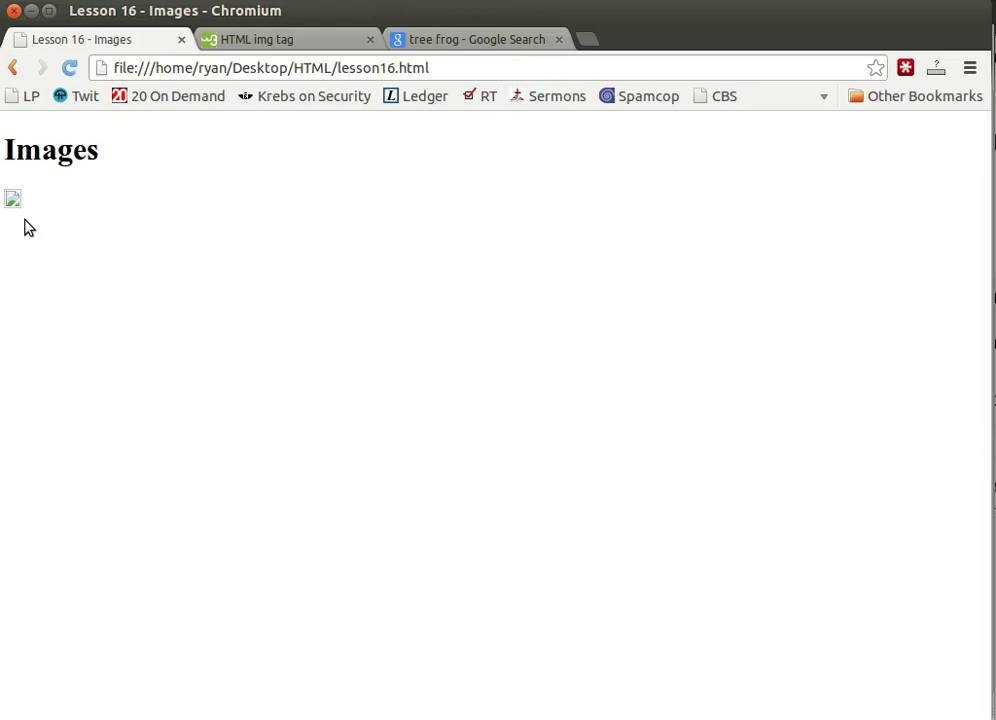 Lesson 16 - Images - Chromium
Lesson 16 - Images
HTML img tag
tree frog - Google Search
file:///home/ryan/Desktop/HTML/lesson16.html
LP Twit 20 20 On Demand Krebs on Security L Ledger RT Sermons Spamcop CBS Other Bookmarks
Images